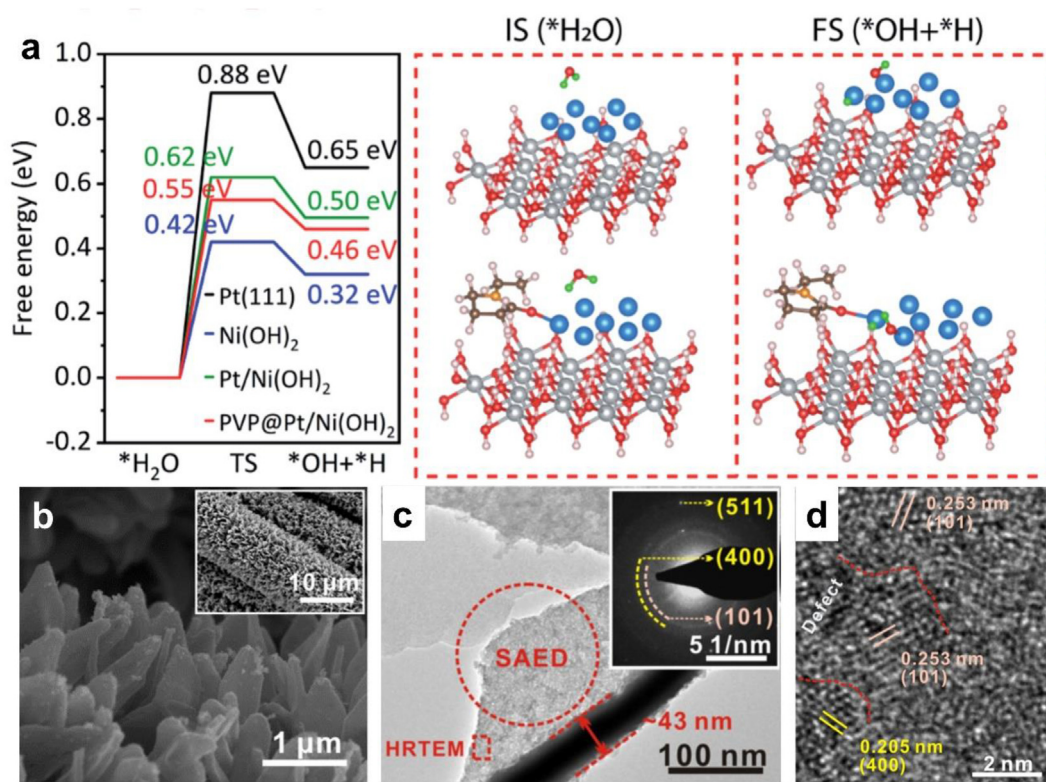 a
IS (*H₂O)
FS (*OH+*H)
1.0
0.8
0.6
0.4
0.2
0.0
-0.2
Free energy (eV)
0.88 eV
0.65 eV
0.62 eV
0.50 eV
0.55 eV
0.46 eV
0.42 eV
0.32 eV
Pt(111)
Ni(OH)₂
Pt/Ni(OH)₂
PVP@Pt/Ni(OH)₂
*H₂O TS *OH+*H
b
10 µm
1 µm
c
(511)
(400)
(101)
5 1/nm
SAED
HRTEM
~43 nm
100 nm
d
0.253 nm
(101)
Defect
0.253 nm
(101)
0.205 nm
(400)
2 nm